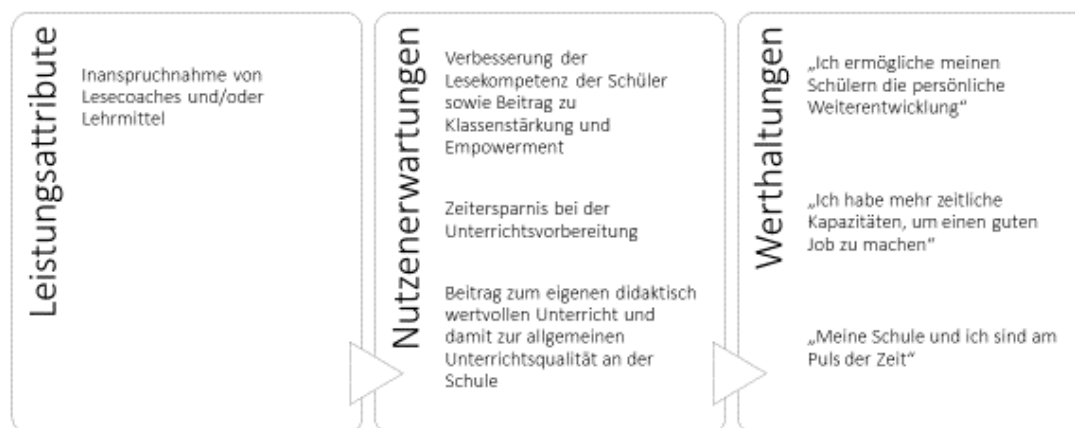 Leistungsattribute
Inanspruchnahme von
Lesecoaches und/oder
Lehrmittel
Nutzenerwartungen
Verbesserung der
Lesekompetenz der Schüler
sowie Beitrag zu
Klassenstärkung und
Empowerment
Zeitersparnis bei der
Unterrichtsvorbereitung
Beitrag zum eigenen didaktisch
wertvollen Unterricht und
damit zur allgemeinen
Unterrichtsqualität an der
Schule
Werthaltungen
„Ich ermögliche meinen
Schülern die persönliche
Weiterentwicklung“
„Ich habe mehr zeitliche
Kapazitäten, um einen guten
Job zu machen“
„Meine Schule und ich sind am
Puls der Zeit“